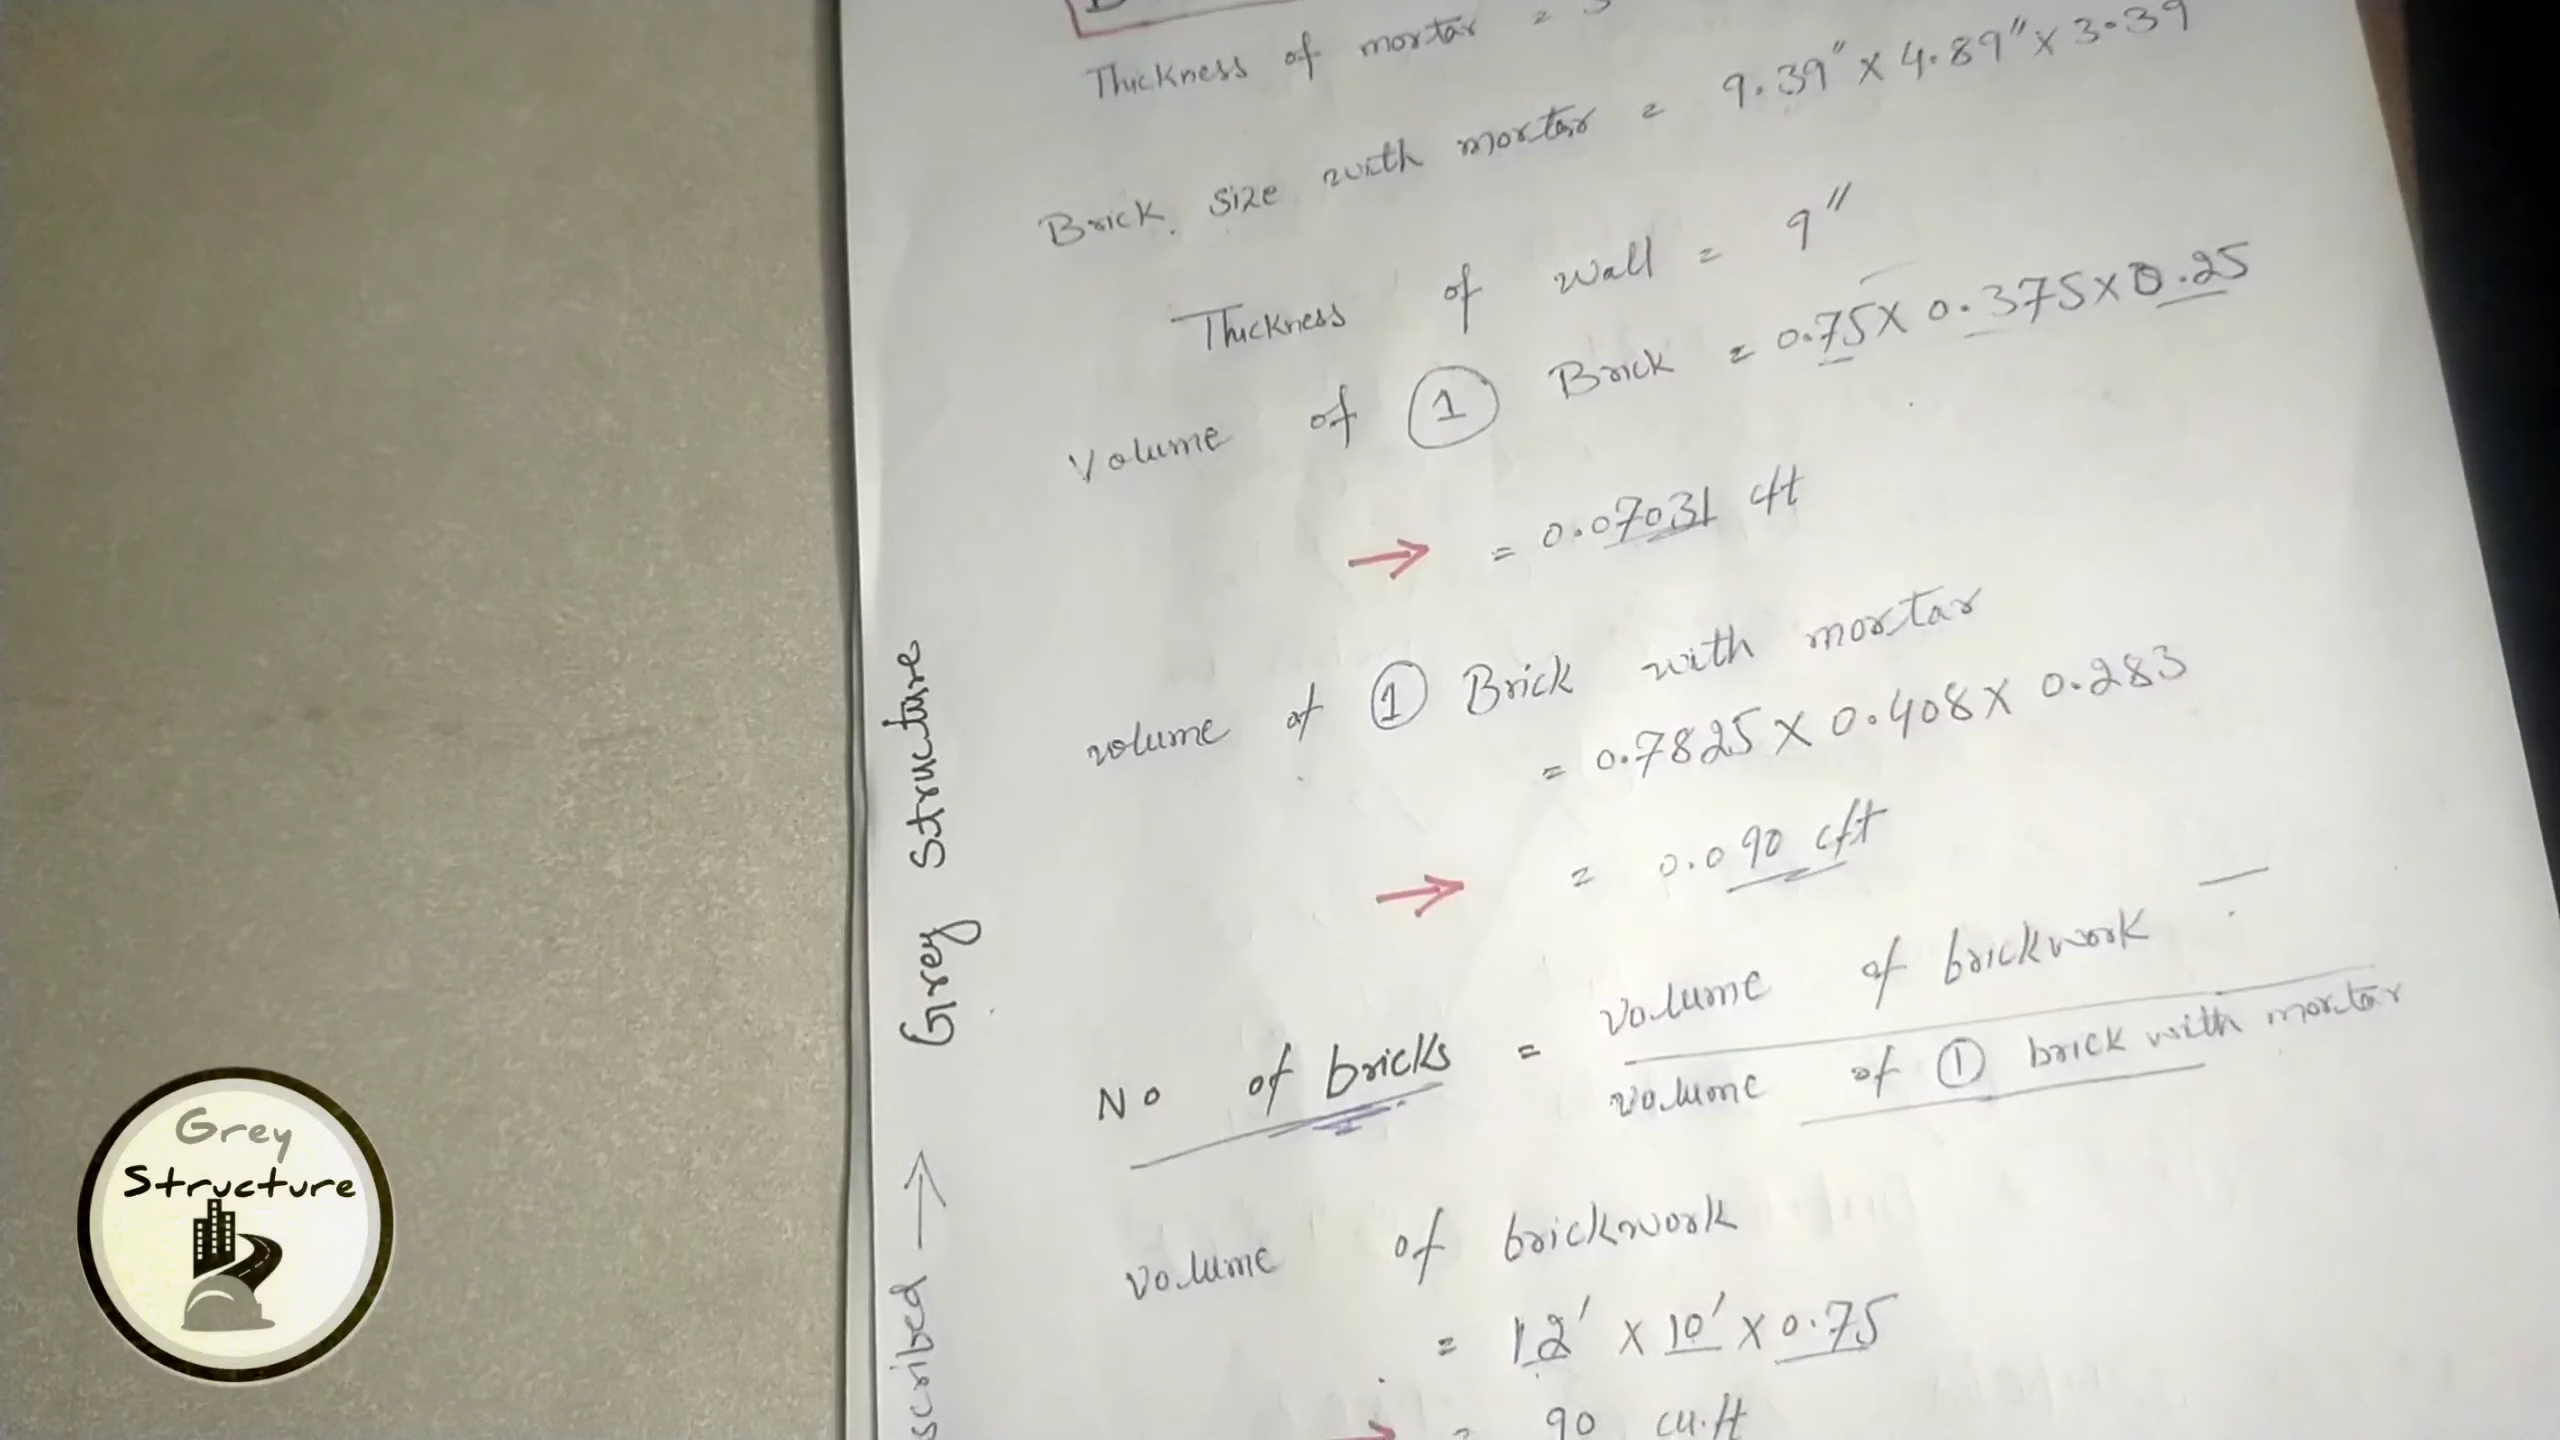 Thickness of mortar =
Brick size with mortar = 9.39" x 4.89" x 3.39
Thickness of wall = 9"
Volume of 1 Brick = 0.75 x 0.375 x 0.25
→ = 0.07031 cft
volume of 1 Brick with mortar
= 0.7825 x 0.408 x 0.283
→ = 0.090 cft
No of bricks = volume of brickwork
volume of 1 brick with mortar
volume of brickwork
= 12' x 10' x 0.75
→ = 90 cu.ft
scribed → Grey Structure
Grey
Structure